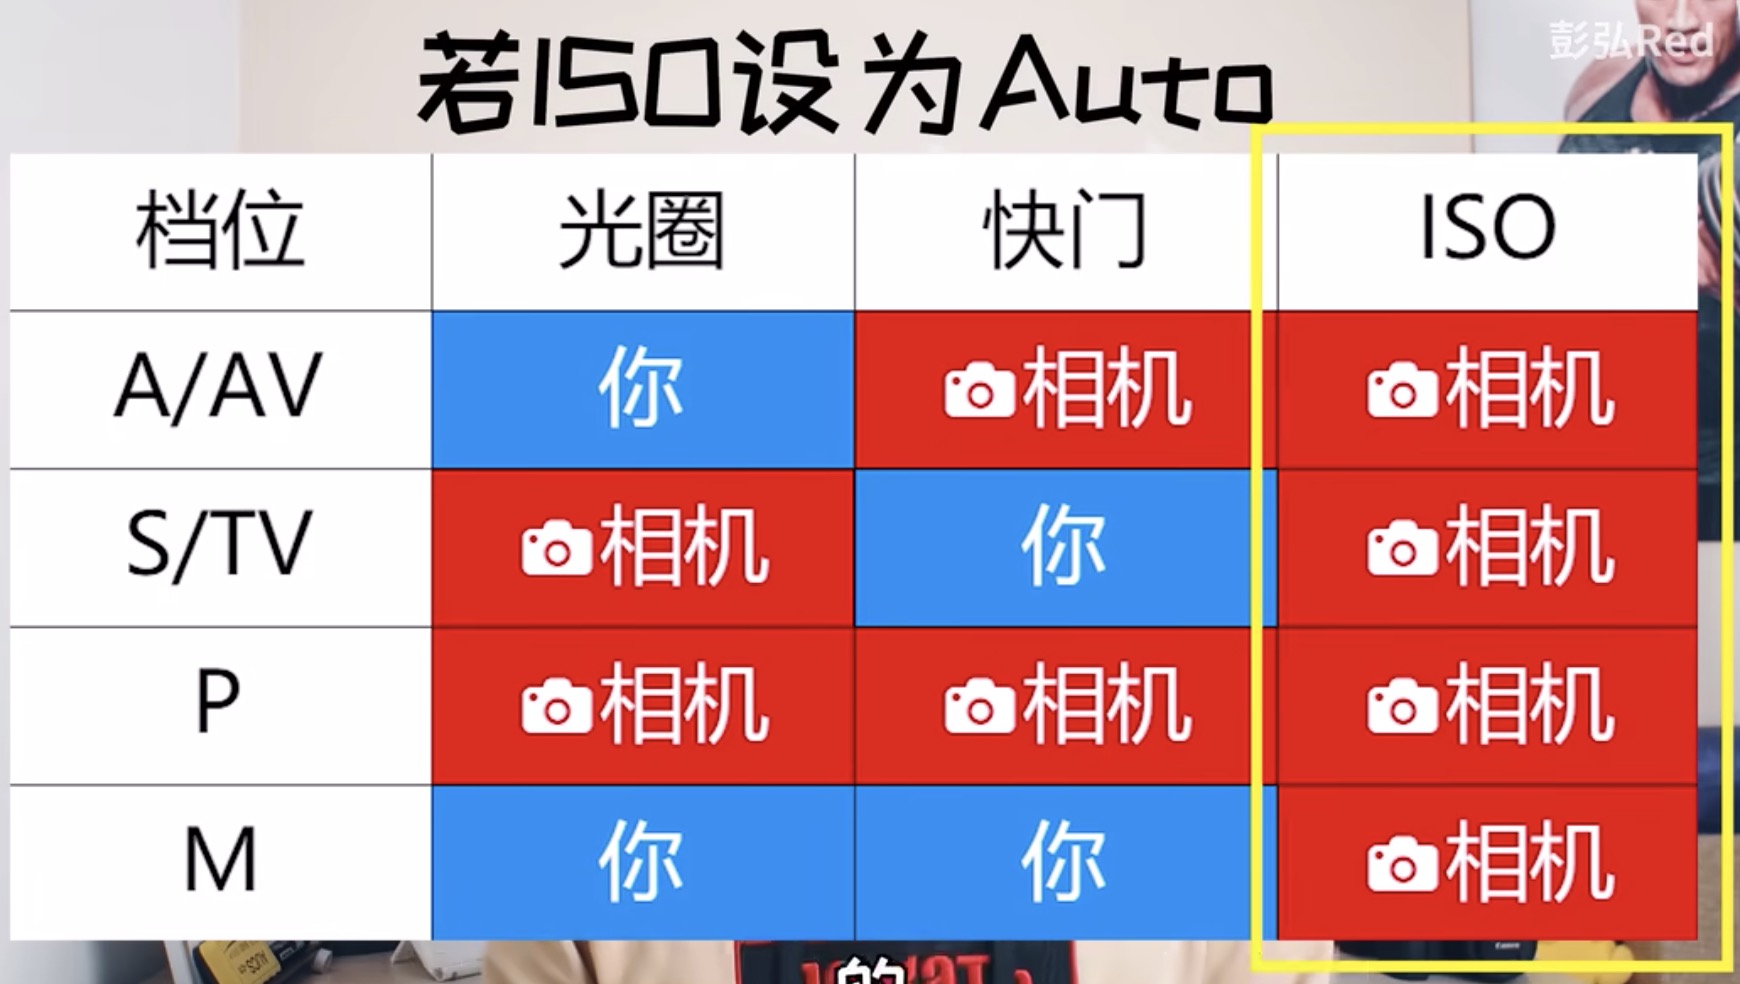 彭弘Red
若ISO设为Auto
档位 光圈 快门 ISO
A/AV 你 相机 相机
S/TV 相机 你 相机
P 相机 相机 相机
M 你 你 相机
的